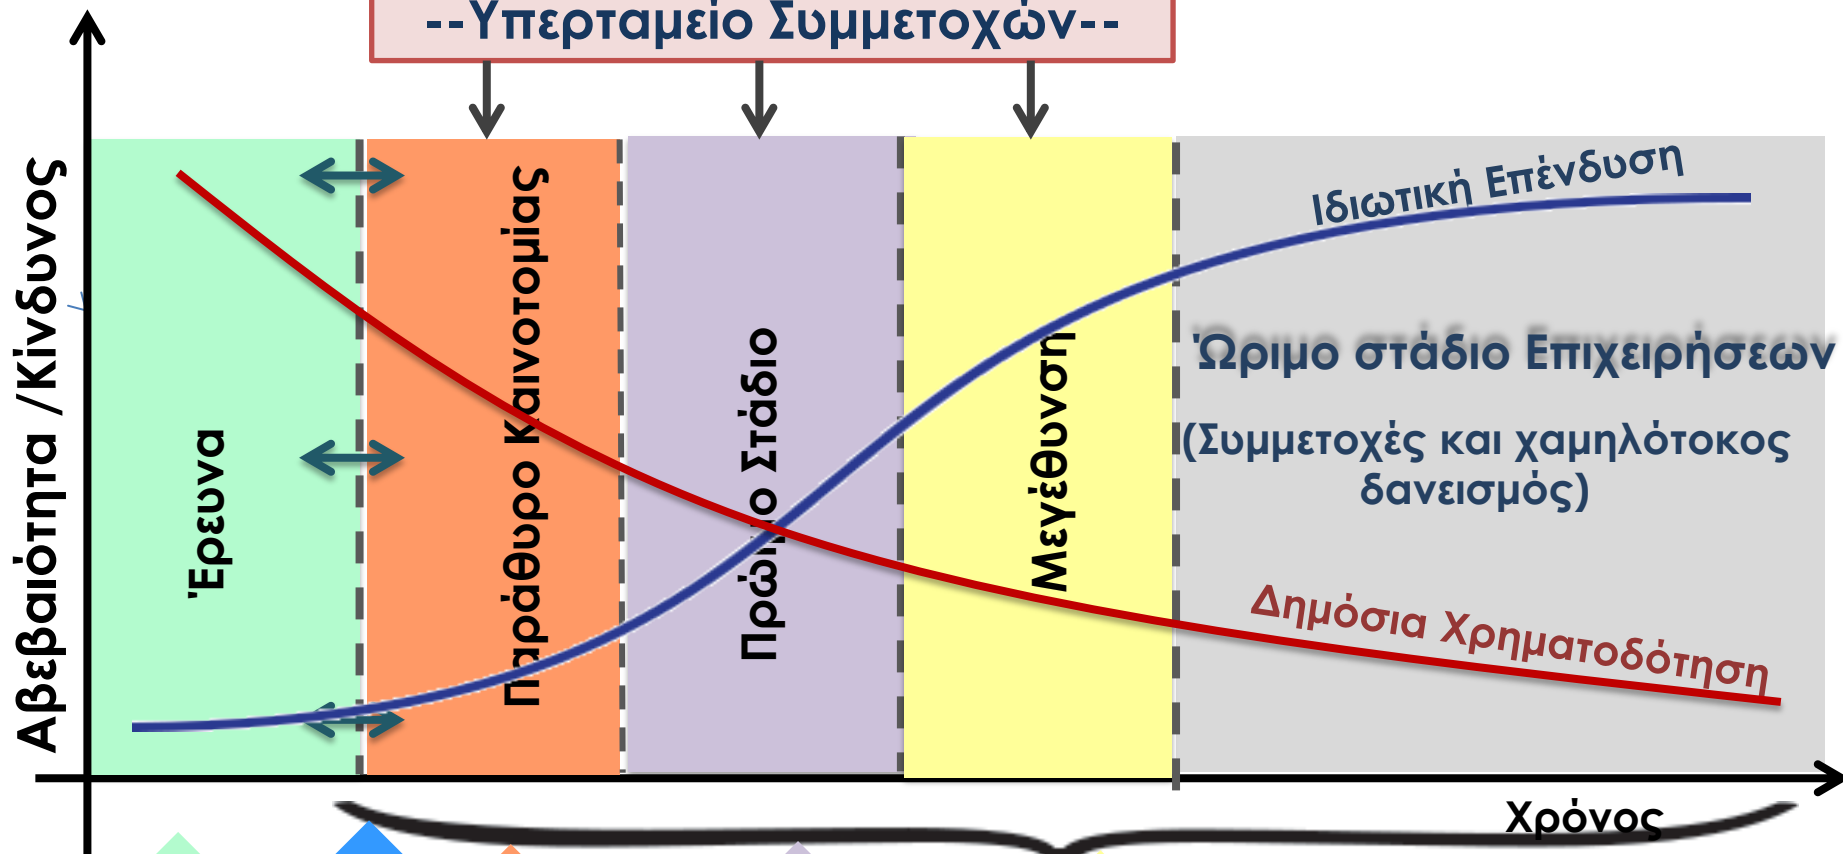 --Υπερταμείο Συμμετοχών--
Αβεβαιότητα /Κίνδυνος
Έρευνα
Παράθυρο Καινοτομίας
Πρώιμο Στάδιο
Μεγέθυνση
Ιδιωτική Επένδυση
Ώριμο στάδιο Επιχειρήσεων
(Συμμετοχές και χαμηλότοκος
δανεισμός)
Δημόσια Χρηματοδότηση
Χρόνος